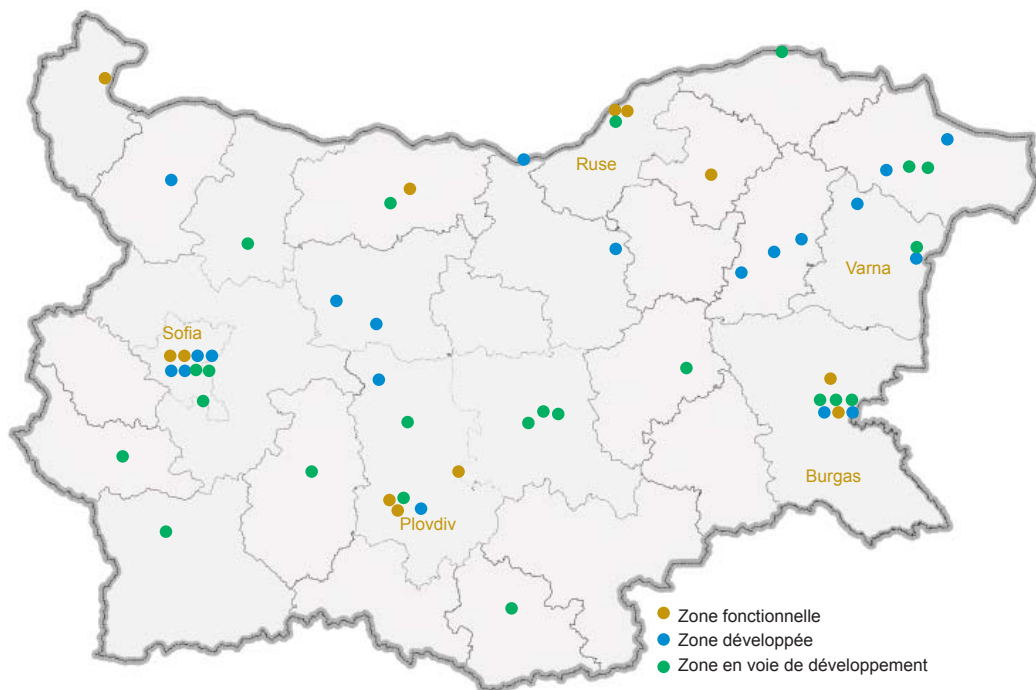 Ruse
Varna
Sofia
Burgas
Plovdiv
Zone fonctionnelle
Zone développée
Zone en voie de développement